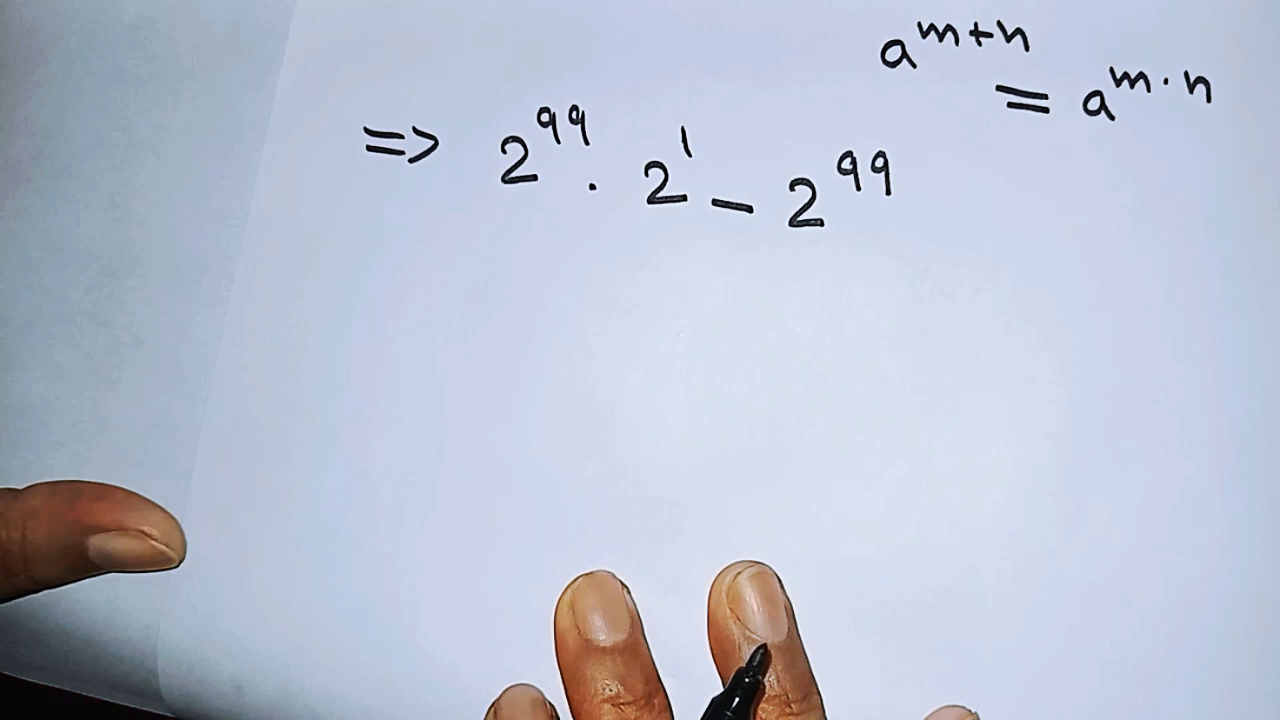 a^{m+n}
= a^{m·n}
=> 2^{99} . 2^{1} - 2^{99}